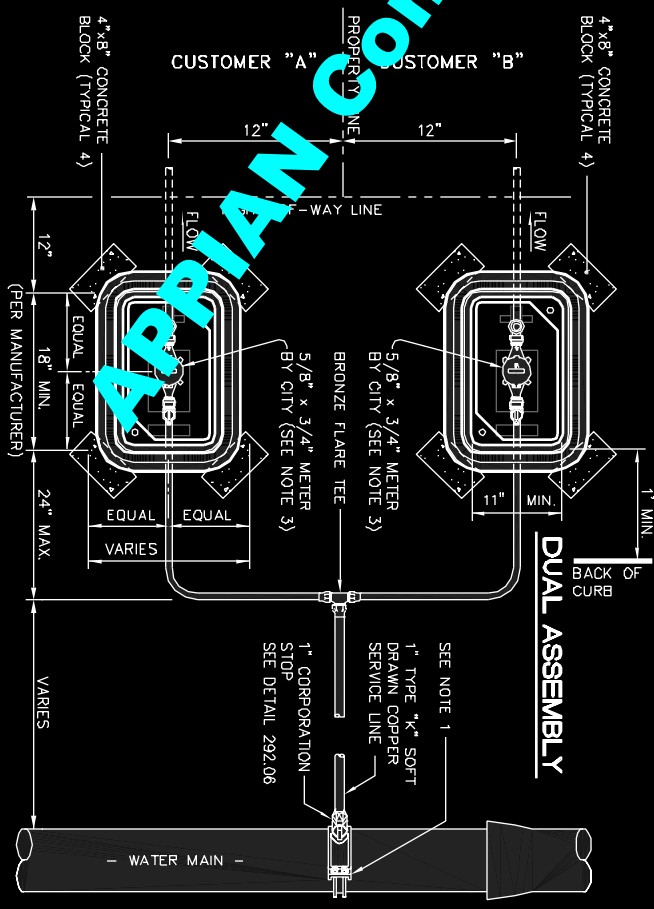 4"x8" CONCRETE
BLOCK (TYPICAL 4)
CUSTOMER "A"
PROPERTY LINE
"B"
4"x8" CONCRETE
BLOCK (TYPICAL 4)
12"
12"
F-WAY LINE
FLOW
FLOW
12"
EQUAL
EQUAL
18" MIN.
(PER MANUFACTURER)
24" MAX.
5/8" x 3/4" METER
BY CITY (SEE NOTE 3)
BRONZE FLARE TEE
5/8" x 3/4" METER
BY CITY (SEE NOTE 3)
11" MIN.
1' MIN.
EQUAL
EQUAL
VARIES
BACK OF
CURB
DUAL ASSEMBLY
VARIES
1" CORPORATION
STOP
SEE DETAIL 292.06
1" TYPE "K" SOFT
DRAWN COPPER
SERVICE LINE
SEE NOTE 1
- WATER MAIN -
APPIAN